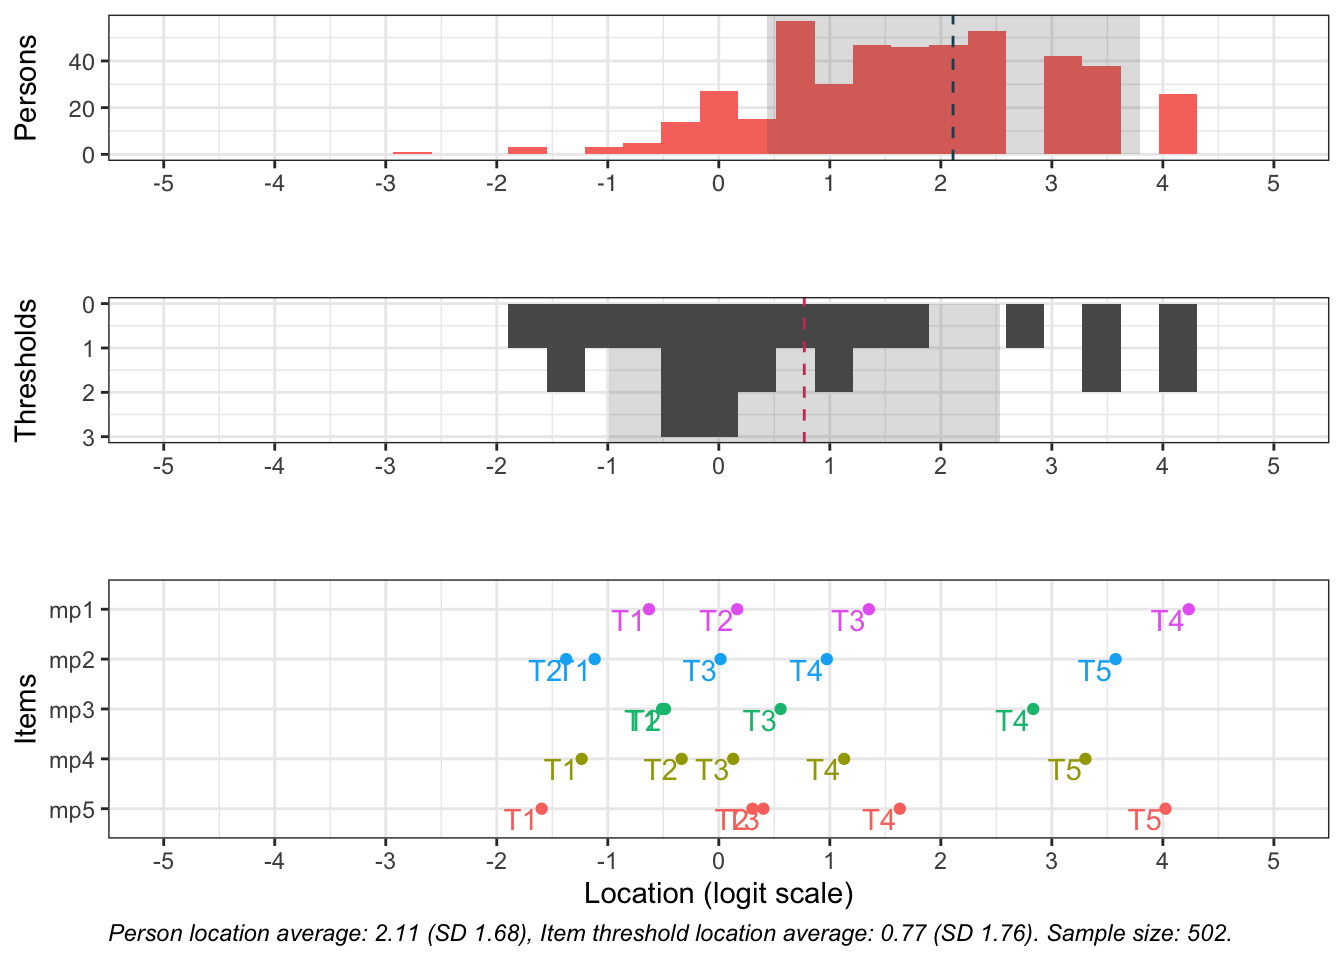 Persons
40
20
0
-5 -4 -3 -2 -1 0 1 2 3 4 5
Thresholds
0
1
2
3
-5 -4 -3 -2 -1 0 1 2 3 4 5
Items
mp1 T1 T2 T3 T4
mp2 T2 T1 T3 T4 T5
mp3 T1 T2 T3 T4
mp4 T1 T2 T3 T4 T5
mp5 T1 T2 T3 T4 T5
-5 -4 -3 -2 -1 0 1 2 3 4 5
Location (logit scale)
Person location average: 2.11 (SD 1.68), Item threshold location average: 0.77 (SD 1.76). Sample size: 502.